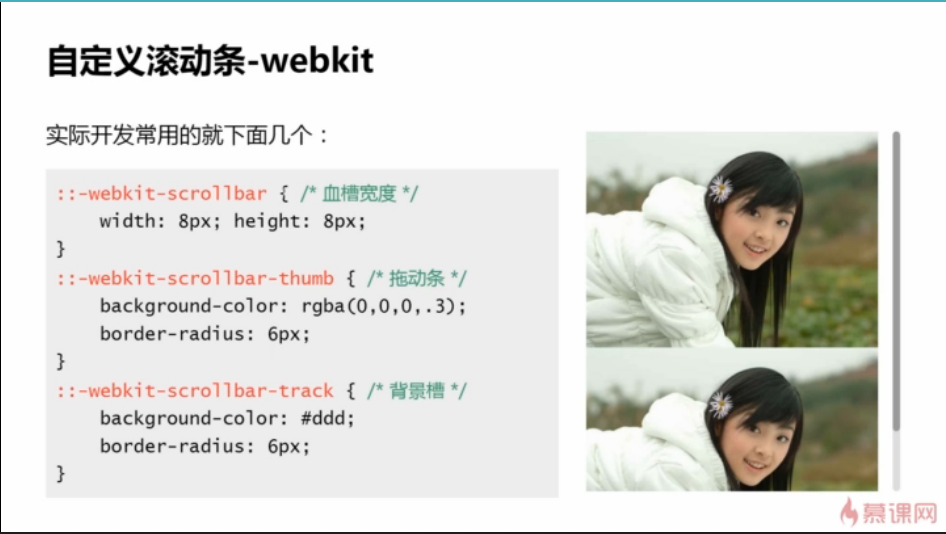 自定义滚动条-webkit
实际开发常用的就下面几个：
::-webkit-scrollbar { /* 血槽宽度 */
    width: 8px; height: 8px;
}
::-webkit-scrollbar-thumb { /* 拖动条 */
    background-color: rgba(0,0,0,.3);
    border-radius: 6px;
}
::-webkit-scrollbar-track { /* 背景槽 */
    background-color: #ddd;
    border-radius: 6px;
}
慕课网